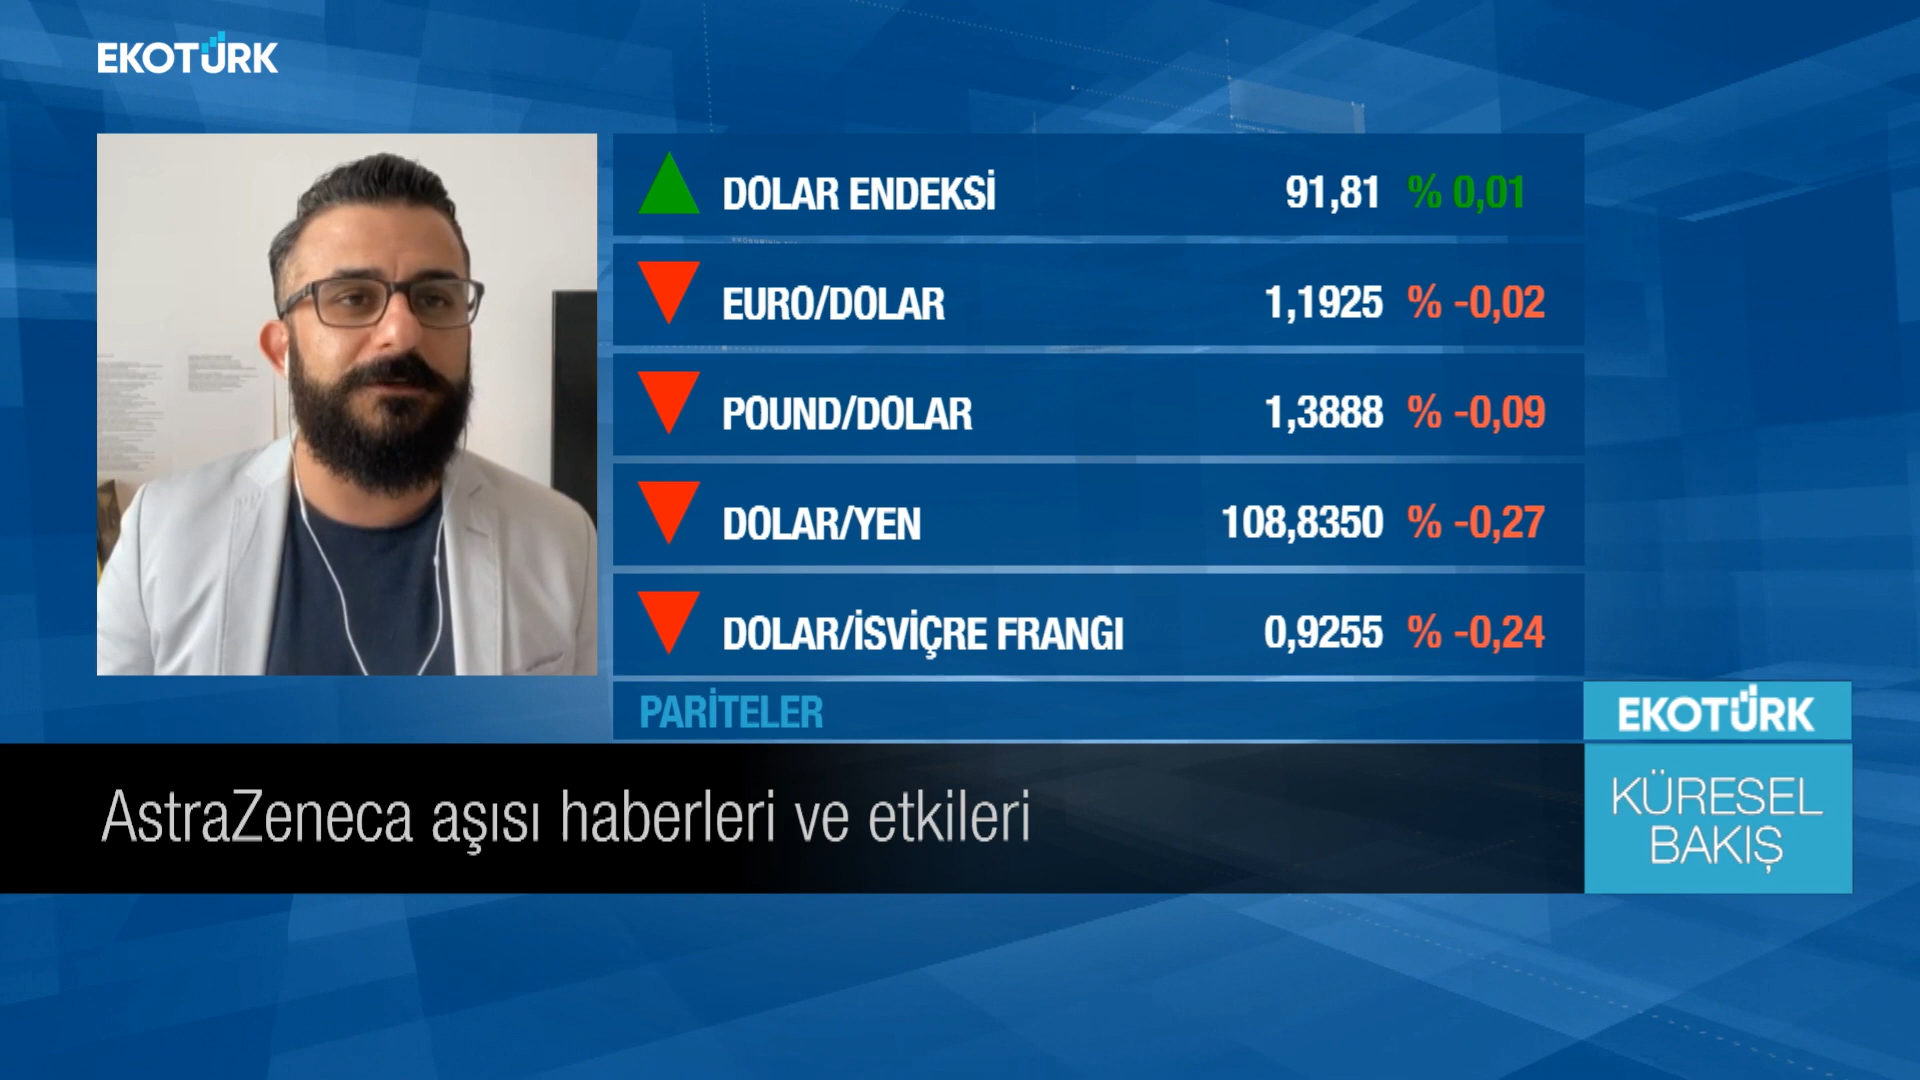 EKOTÜRK
DOLAR ENDEKSİ 91,81 % 0,01
EURO/DOLAR 1,1925 % -0,02
POUND/DOLAR 1,3888 % -0,09
DOLAR/YEN 108,8350 % -0,27
DOLAR/İSVİÇRE FRANGI 0,9255 % -0,24
PARİTELER
EKOTÜRK
AstraZeneca aşısı haberleri ve etkileri
KÜRESEL
BAKIŞ